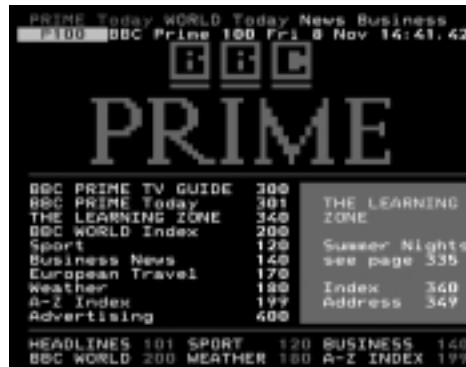 PRIME Today WORLD Today News Business
P100 BBC Prime 100 Fri 8 Nov 14:41.42
BBC
PRIME
BBC PRIME TV GUIDE 300
BBC PRIME Today 301
THE LEARNING ZONE 340
BBC WORLD Index 200
Sport 120
Business News 140
European Travel 170
Weather 180
A-Z Index 199
Advertising 400
THE LEARNING
ZONE
Summer Nights
see page 335
Index 340
Address 349
HEADLINES 101 SPORT 120 BUSINESS 140
BBC WORLD 200 WEATHER 180 A-Z INDEX 199